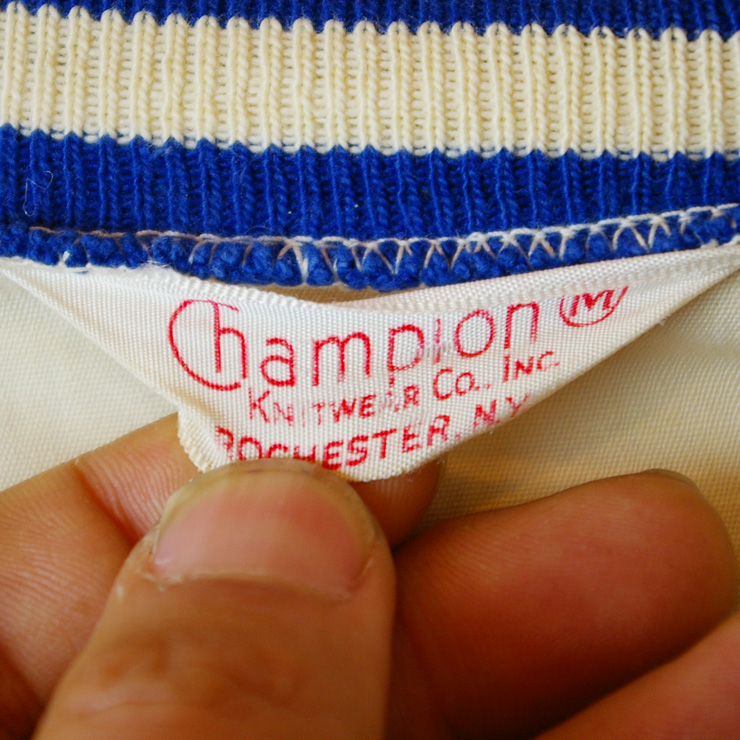 Champion M
KNITWEAR CO., INC.
ROCHESTER, N.Y.